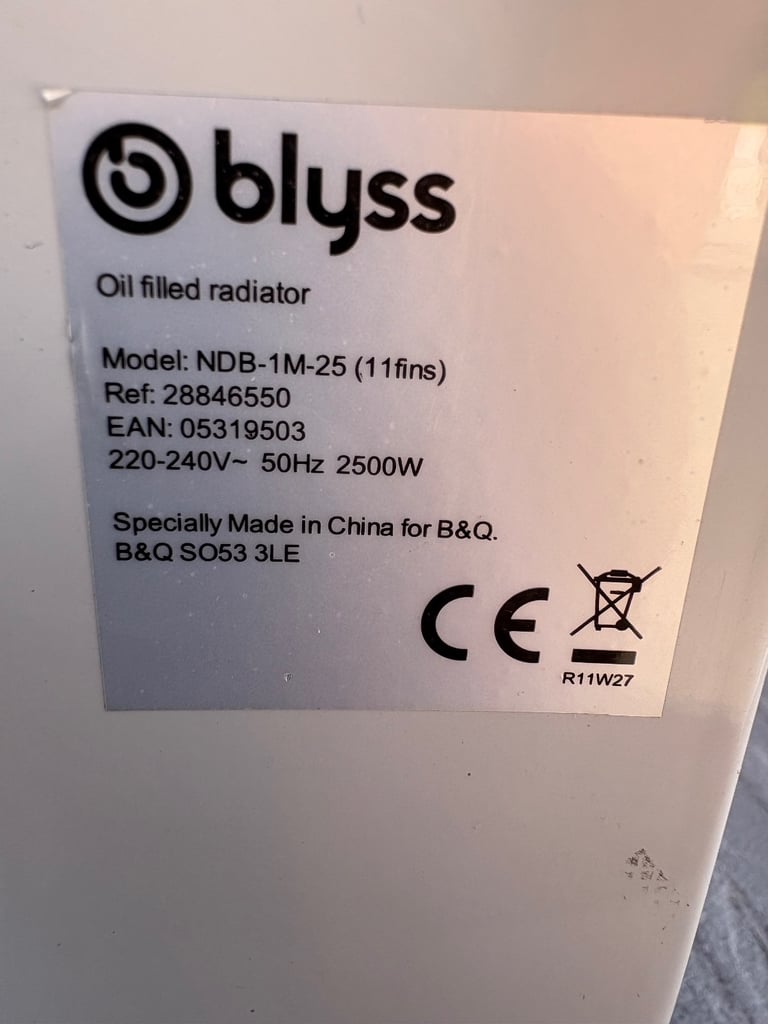 blyss
Oil filled radiator
Model: NDB-1M-25 (11fins)
Ref: 28846550
EAN: 05319503
220-240V~ 50Hz 2500W
Specially Made in China for B&Q.
B&Q SO53 3LE
CE
R11W27